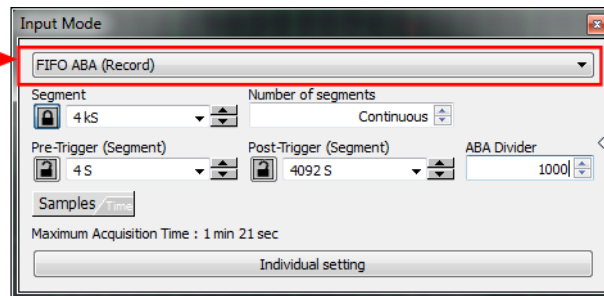 Input Mode
FIFO ABA (Record)
Segment Number of segments
4 kS Continuous
Pre-Trigger (Segment) Post-Trigger (Segment) ABA Divider
4 S 4092 S 1000
Samples Time
Maximum Acquisition Time : 1 min 21 sec
Individual setting